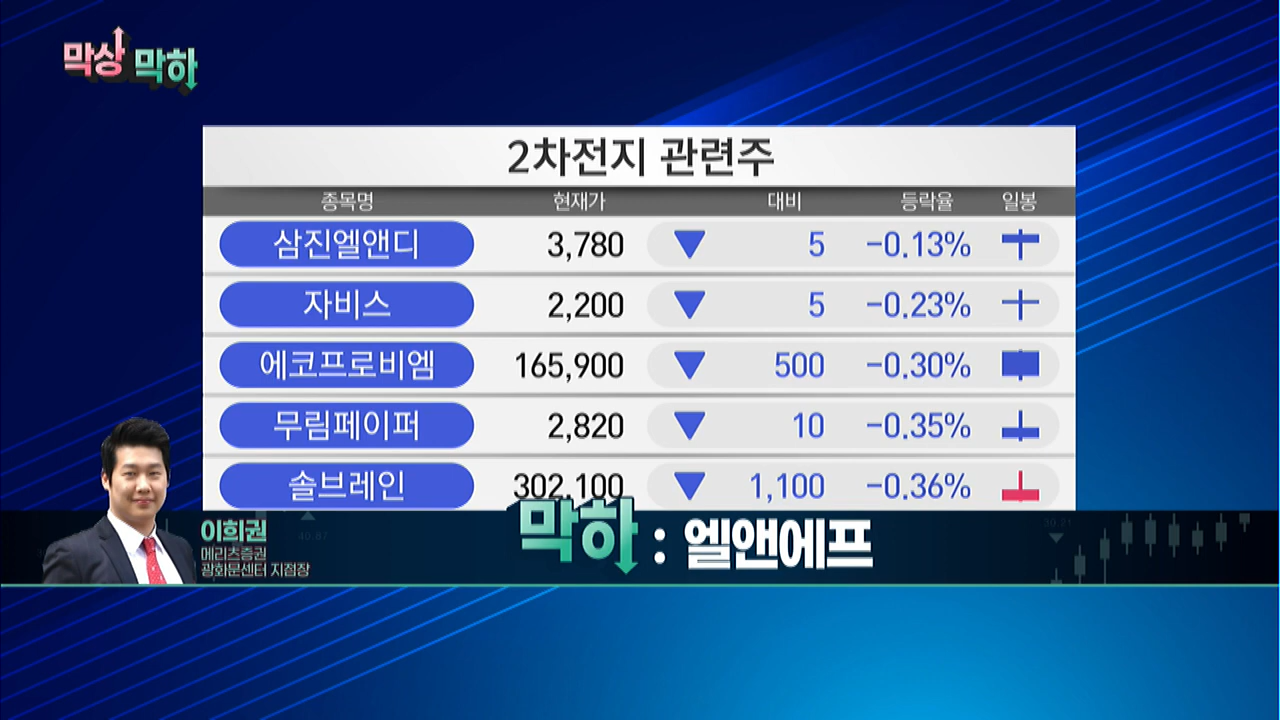 막상 막하
2차전지 관련주
종목명 현재가 대비 등락율 일봉
삼진엘앤디 3,780 ▼ 5 -0.13%
자비스 2,200 ▼ 5 -0.23%
에코프로비엠 165,900 ▼ 500 -0.30%
무림페이퍼 2,820 ▼ 10 -0.35%
솔브레인 302,100 ▼ 1,100 -0.36%
막하 : 엘앤에프
이희권
메리츠증권
광화문센터 지점장